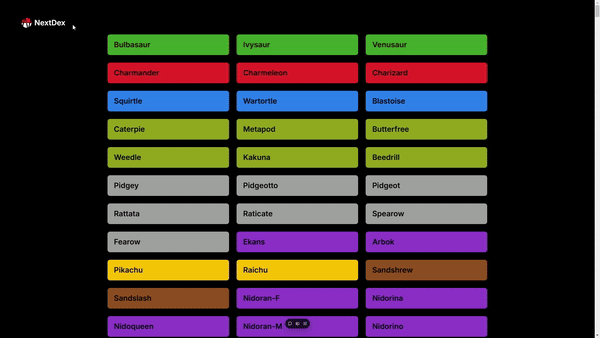 NextDex
Bulbasaur Ivysaur Venusaur
Charmander Charmeleon Charizard
Squirtle Wartortle Blastoise
Caterpie Metapod Butterfree
Weedle Kakuna Beedrill
Pidgey Pidgeotto Pidgeot
Rattata Raticate Spearow
Fearow Ekans Arbok
Pikachu Raichu Sandshrew
Sandslash Nidoran-F Nidorina
Nidoqueen Nidoran-M Nidorino